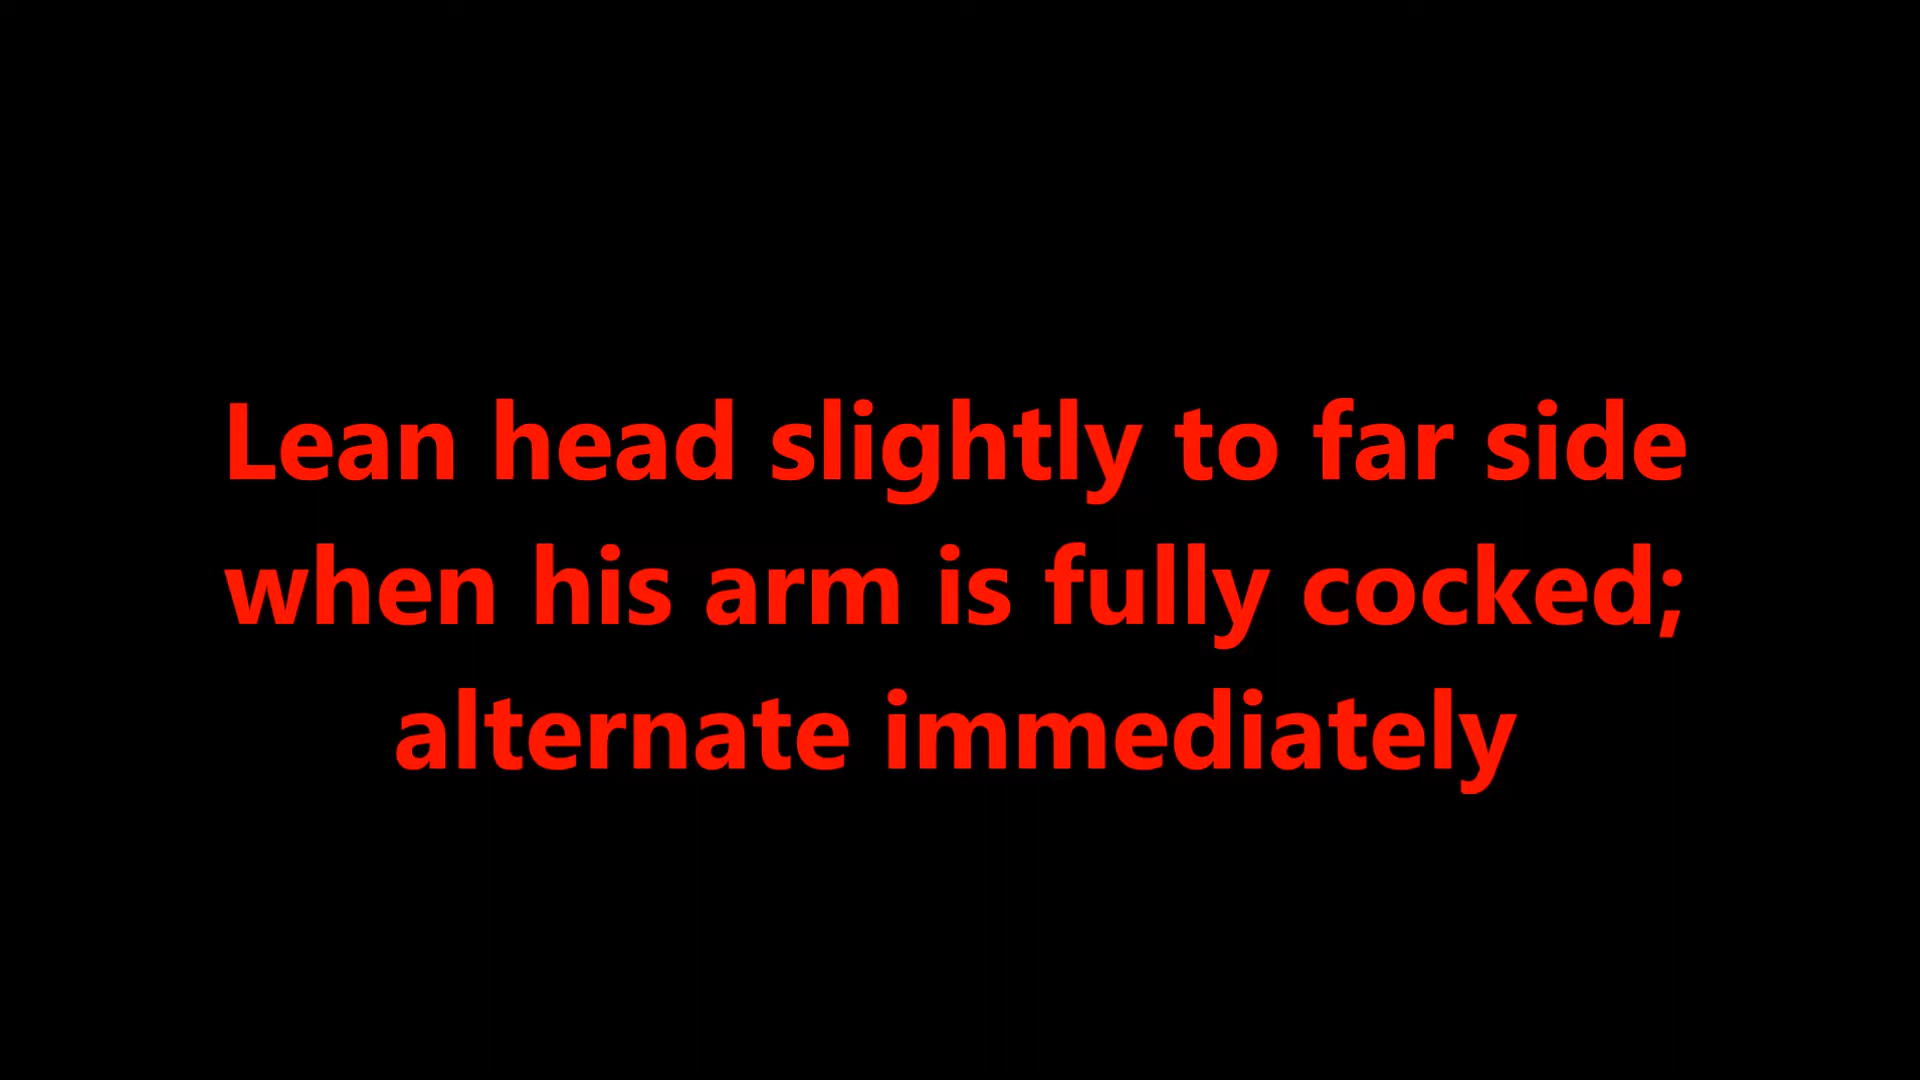 Lean head slightly to far side
when his arm is fully cocked;
alternate immediately